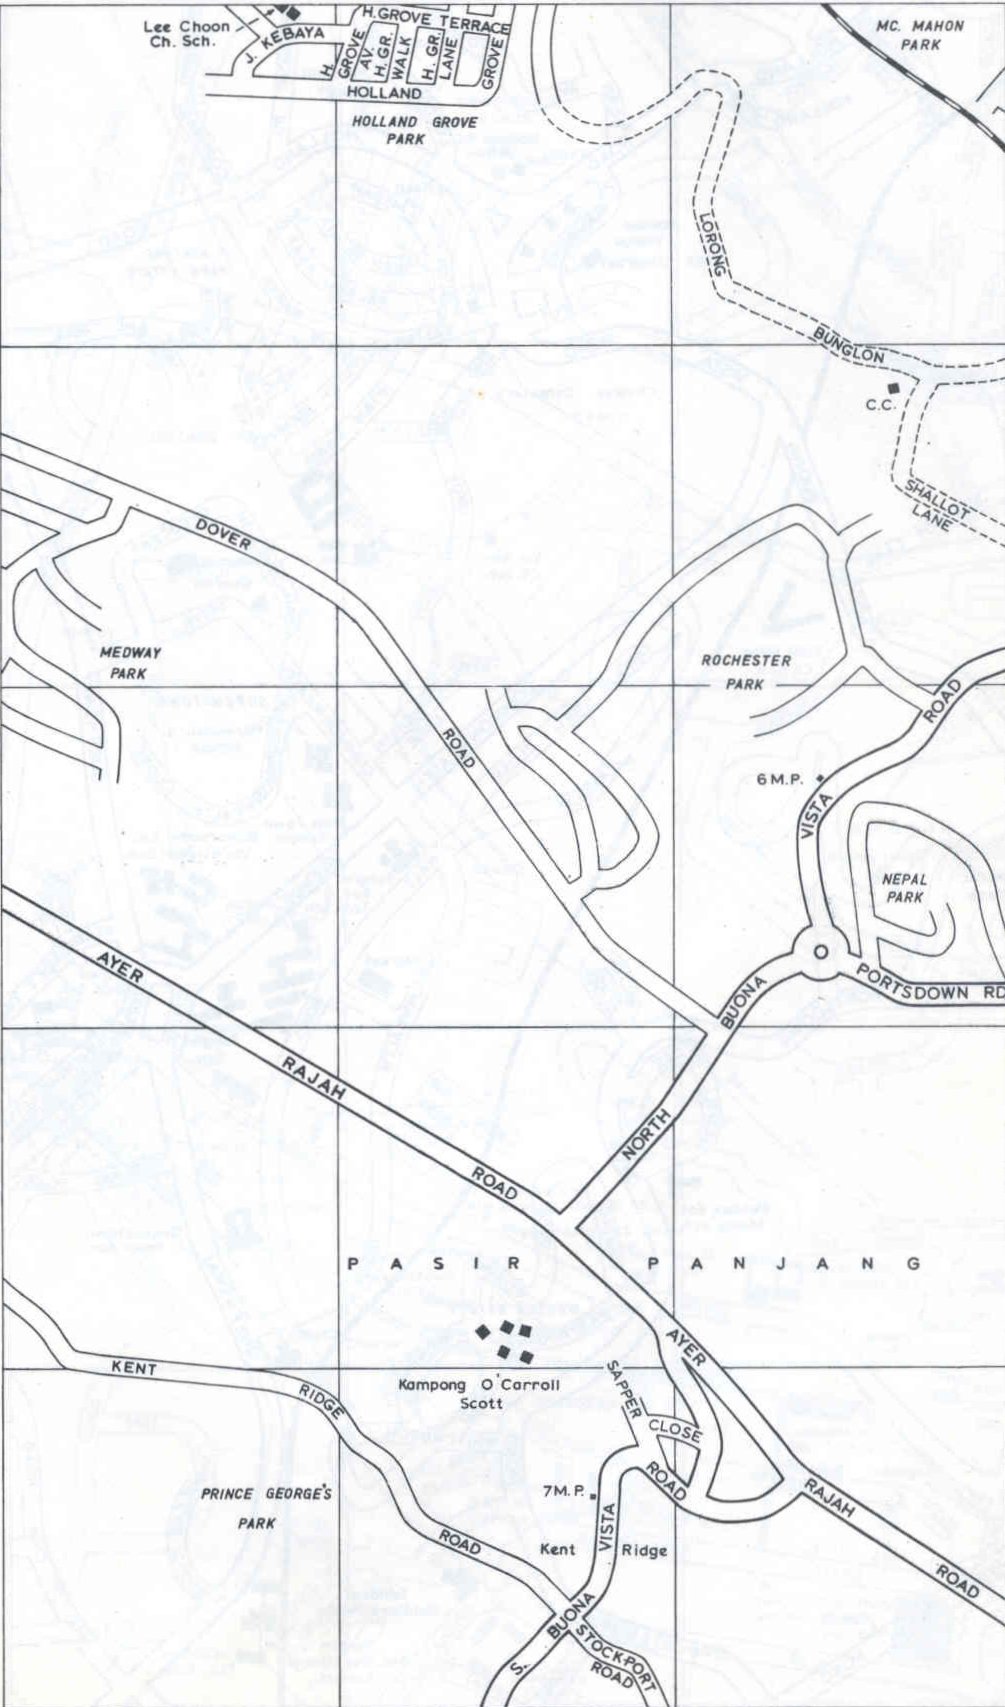 Lee Choon
Ch. Sch.
J. KEBAYA
H. GROVE TERRACE
H. GROVE AV.
H. GR. WALK
H. GR. LANE
GROVE
HOLLAND
HOLLAND GROVE
PARK
MC. MAHON
PARK
LORONG
BUNGLON
C.C.
SHALLOT
LANE
DOVER
ROAD
MEDWAY
PARK
ROCHESTER
PARK
ROAD
6 M.P.
VISTA
NEPAL
PARK
BUONA
PORTSDOWN RD
NORTH
AYER
RAJAH
ROAD
PASIR PANJANG
AYER
RAJAH
ROAD
KENT
RIDGE
ROAD
Kampong O'Carroll
Scott
SAPPER
CLOSE
ROAD
PRINCE GEORGE'S
PARK
7 M.P.
VISTA
Kent Ridge
BUONA
S.
STOCKPORT
ROAD